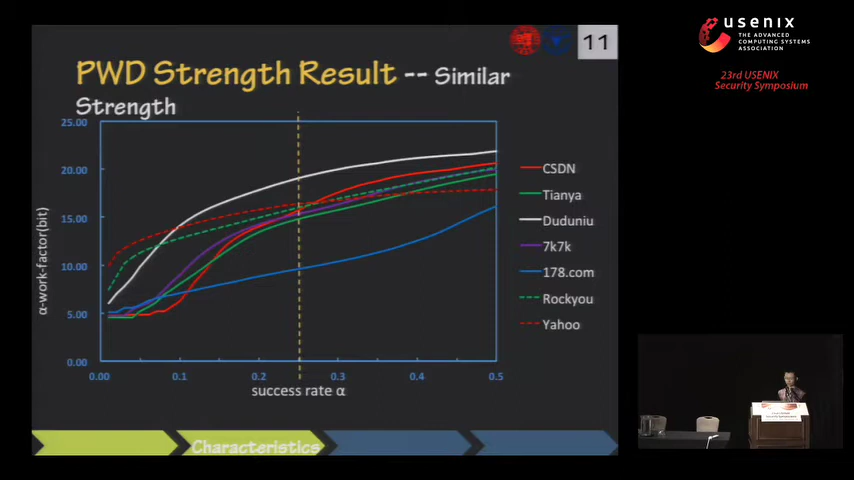 11
PWD Strength Result -- Similar
Strength
25.00
20.00
15.00
10.00
5.00
0.00
α-work-factor(bit)
0.00 0.1 0.2 0.3 0.4 0.5
success rate α
CSDN
Tianya
Duduniu
7k7k
178.com
Rockyou
Yahoo
Characteristics
usenix
THE ADVANCED
COMPUTING SYSTEMS
ASSOCIATION
23rd USENIX
Security Symposium